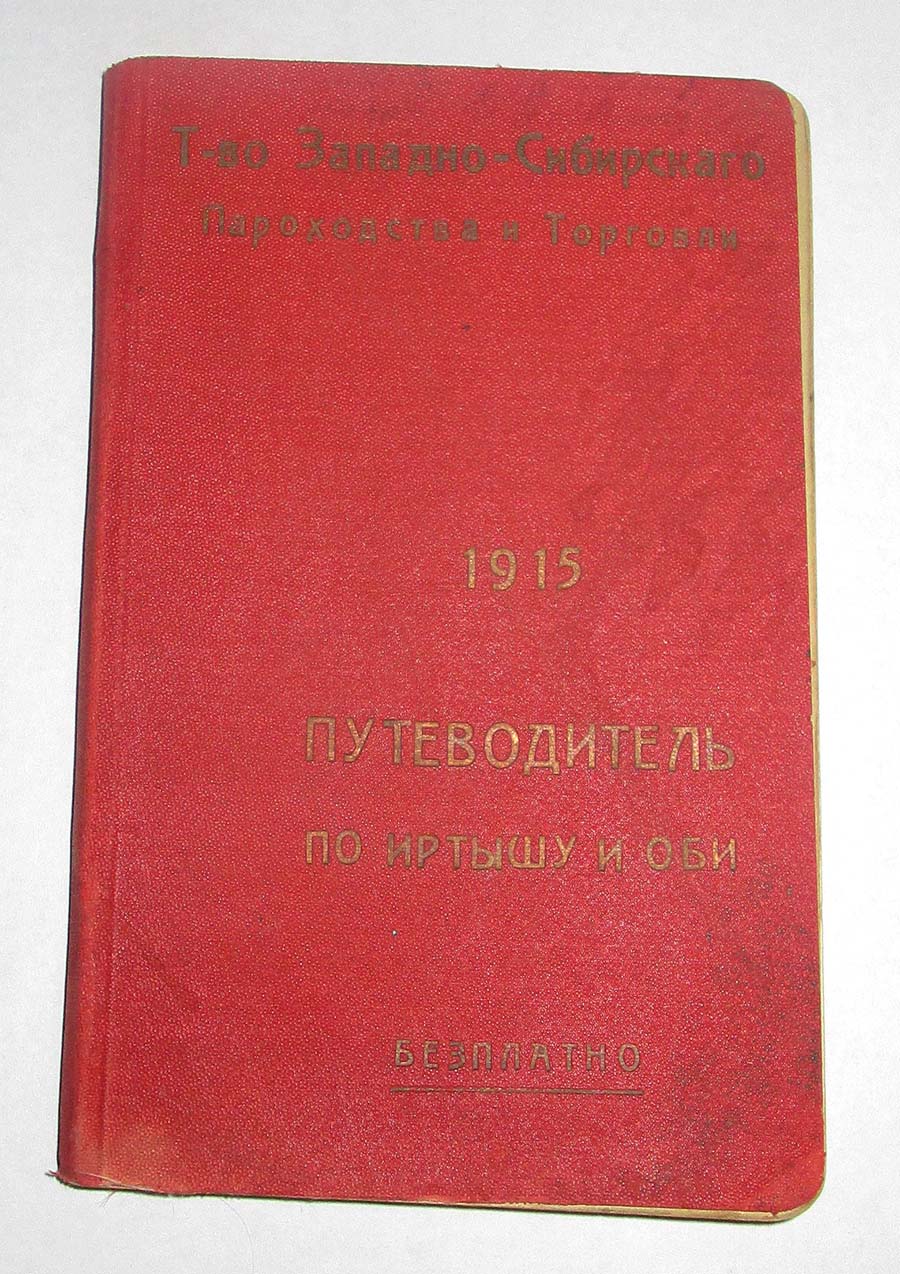 Т-во Западно-Сибирскаго
Пароходства и Торговли
1915
ПУТЕВОДИТЕЛЬ
ПО ИРТЫШУ И ОБИ
БЕЗПЛАТНО